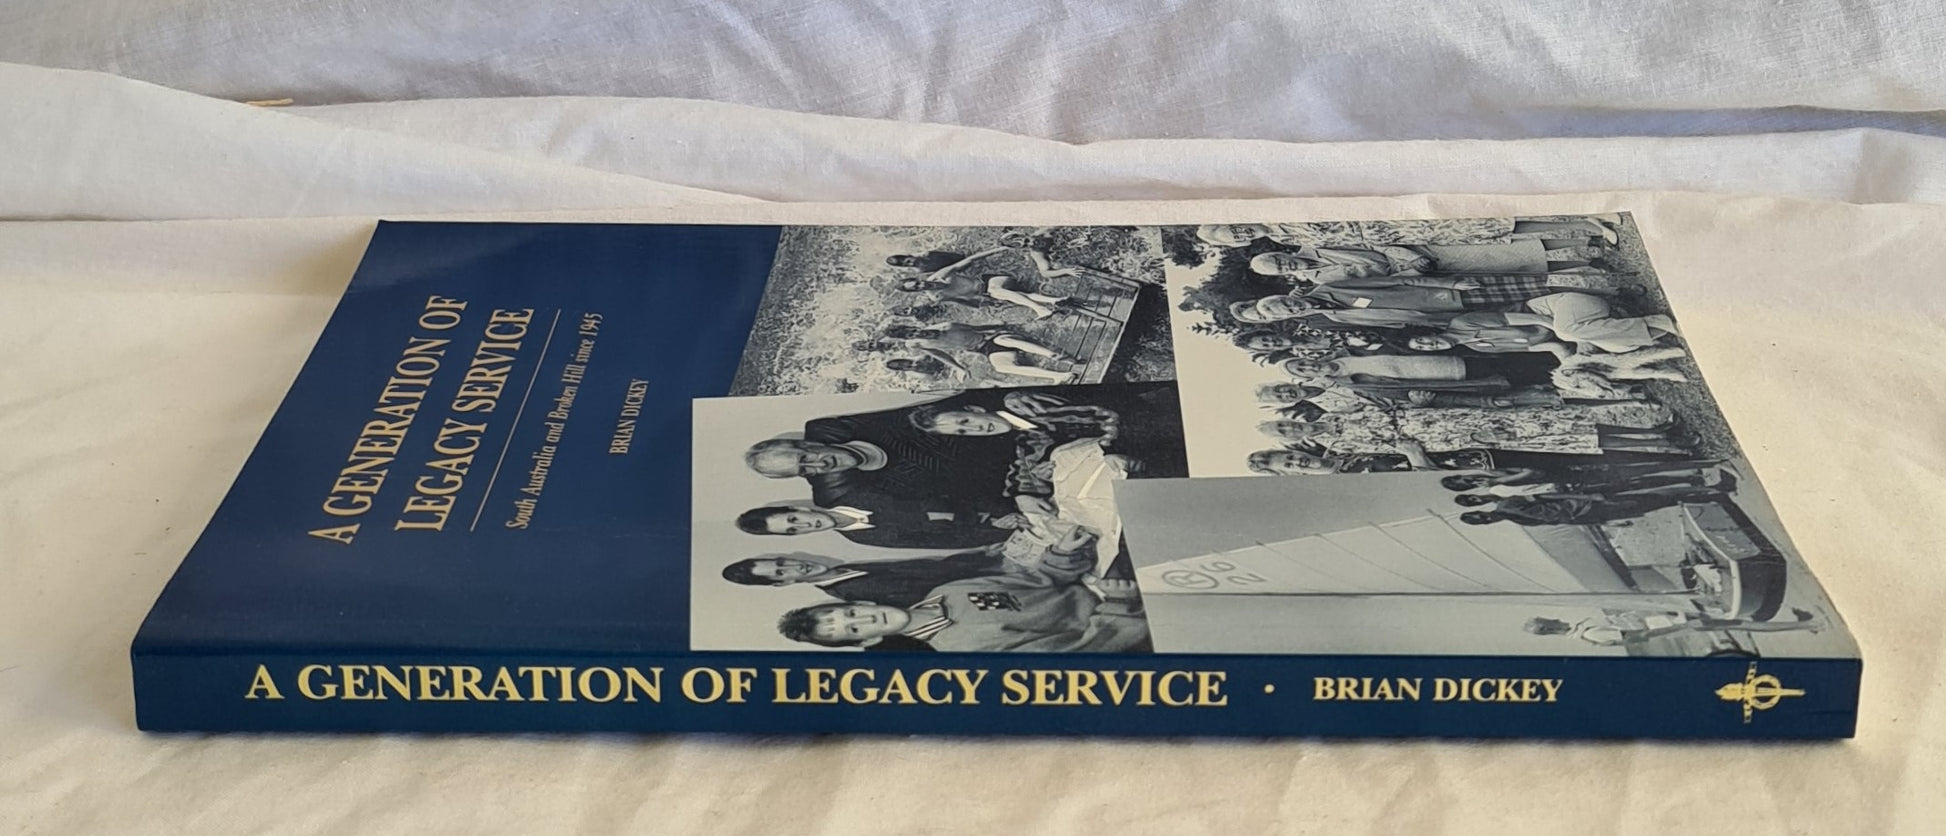 A GENERATION OF
LEGACY SERVICE
South Australia and Broken Hill since 1945
BRIAN DICKEY
A GENERATION OF LEGACY SERVICE • BRIAN DICKEY